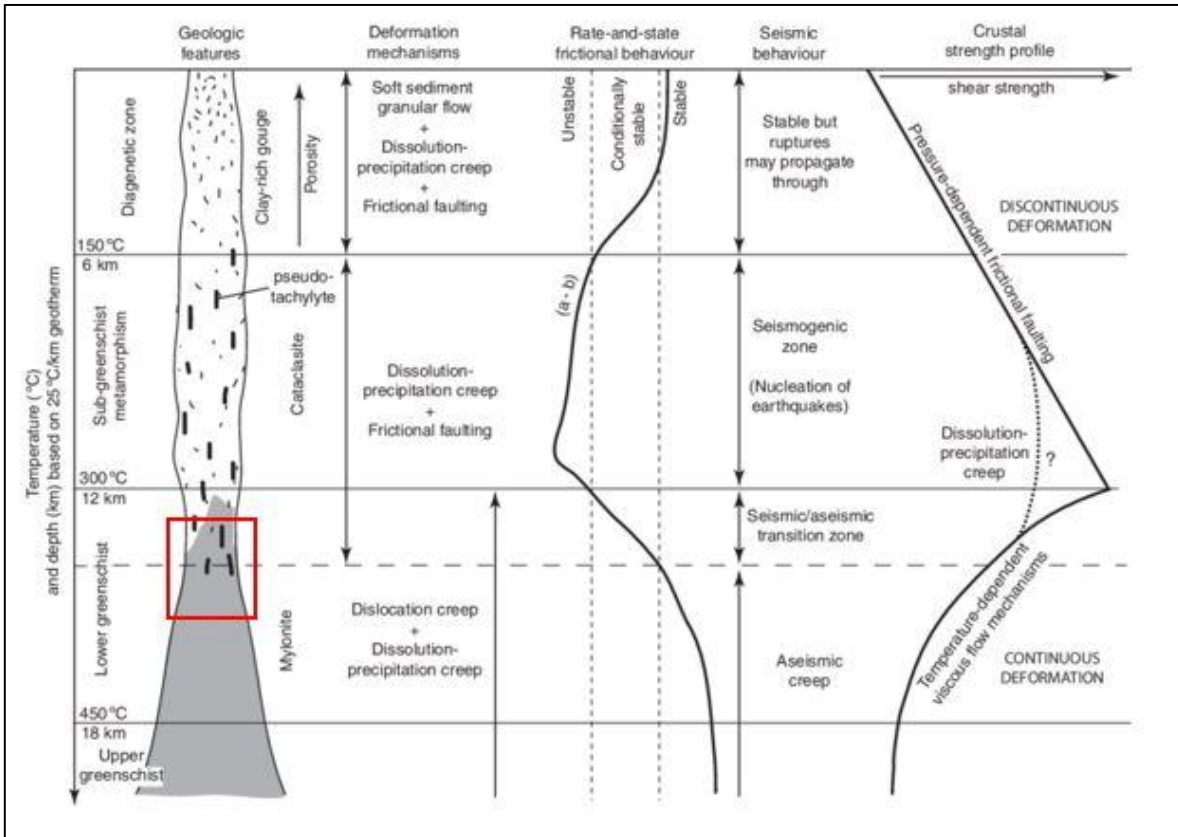 Geologic
features
Deformation
mechanisms
Rate-and-state
frictional behaviour
Seismic
behaviour
Crustal
strength profile
shear strength
Temperature (°C)
and depth (km) based on 25°C/km geotherm
Diagenetic zone
Clay-rich gouge
Porosity
Soft sediment
granular flow
+
Dissolution-
precipitation creep
+
Frictional faulting
Unstable
Conditionally
stable
Stable
Stable but
ruptures
may propagate
through
Pressure-dependent frictional faulting
DISCONTINUOUS
DEFORMATION
150°C
6 km
pseudo-
tachylyte
Sub-greenschist
metamorphism
Cataclasite
Dissolution-
precipitation creep
+
Frictional faulting
(a - b)
Seismogenic
zone
(Nucleation of
earthquakes)
Dissolution-
precipitation
creep
?
300°C
12 km
Seismic/aseismic
transition zone
Lower greenschist
Mylonite
Dislocation creep
+
Dissolution-
precipitation creep
Aseismic
creep
Temperature-dependent
viscous flow mechanisms
CONTINUOUS
DEFORMATION
450°C
18 km
Upper
greenschist